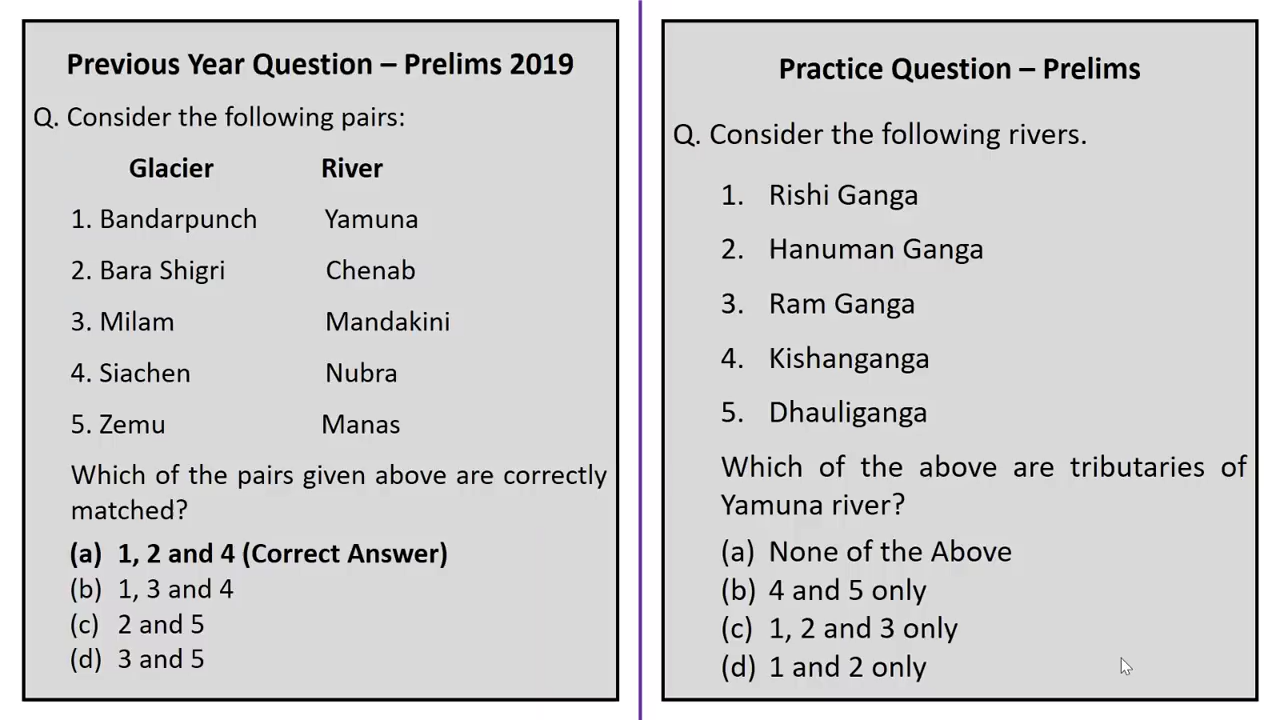 Previous Year Question – Prelims 2019
Q. Consider the following pairs:
Glacier River
1. Bandarpunch Yamuna
2. Bara Shigri Chenab
3. Milam Mandakini
4. Siachen Nubra
5. Zemu Manas
Which of the pairs given above are correctly
matched?
(a) 1, 2 and 4 (Correct Answer)
(b) 1, 3 and 4
(c) 2 and 5
(d) 3 and 5
Practice Question – Prelims
Q. Consider the following rivers.
1. Rishi Ganga
2. Hanuman Ganga
3. Ram Ganga
4. Kishanganga
5. Dhauliganga
Which of the above are tributaries of
Yamuna river?
(a) None of the Above
(b) 4 and 5 only
(c) 1, 2 and 3 only
(d) 1 and 2 only